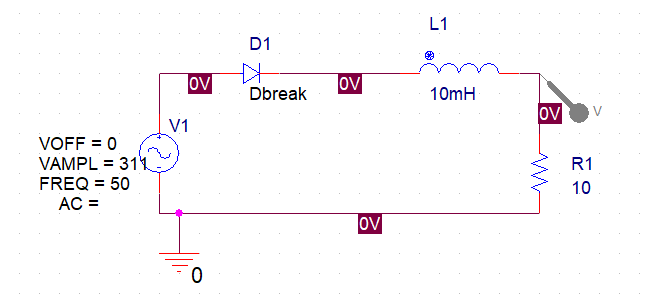 L1
D1
0V
0V
Dbreak
10mH
0V
V
V1
VOFF = 0
VAMPL = 311
FREQ = 50
AC =
R1
10
0V
0